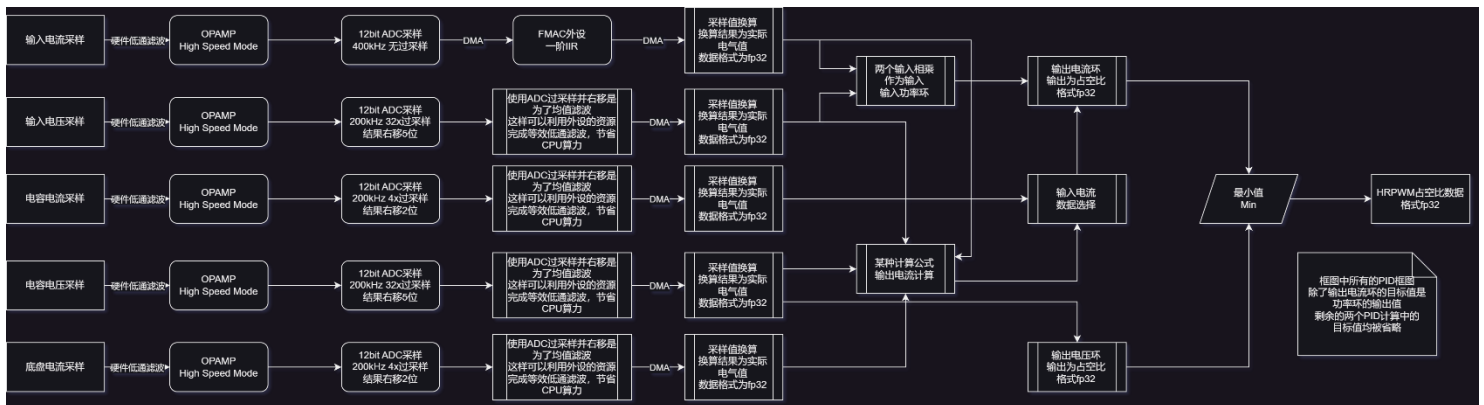 输入电流采样
硬件低通滤波
OPAMP
High Speed Mode
12bit ADC采样
400kHz 无过采样
DMA
FMAC外设
一阶IIR
DMA
采样值换算
换算结果为实际
电气值
数据格式为fp32
两个输入相乘
作为输入
输入功率环
输出电流环
输出为占空比
格式fp32
输入电压采样
硬件低通滤波
OPAMP
High Speed Mode
12bit ADC采样
200kHz 32x过采样
结果右移5位
使用ADC过采样并右移是
为了均值滤波
这样可以利用外设的资源
完成等效低通滤波，节省
CPU算力
DMA
采样值换算
换算结果为实际
电气值
数据格式为fp32
电容电流采样
硬件低通滤波
OPAMP
High Speed Mode
12bit ADC采样
200kHz 4x过采样
结果右移2位
使用ADC过采样并右移是
为了均值滤波
这样可以利用外设的资源
完成等效低通滤波，节省
CPU算力
DMA
采样值换算
换算结果为实际
电气值
数据格式为fp32
输入电流
数据选择
最小值
Min
HRPWM占空比数据
格式fp32
电容电压采样
硬件低通滤波
OPAMP
High Speed Mode
12bit ADC采样
200kHz 32x过采样
结果右移5位
使用ADC过采样并右移是
为了均值滤波
这样可以利用外设的资源
完成等效低通滤波，节省
CPU算力
DMA
采样值换算
换算结果为实际
电气值
数据格式为fp32
某种计算公式
输出电流计算
框图中所有的PID框图
除了输出电流环的目标值是
功率环的输出值
剩余的两个PID计算中的
目标值均被省略
底盘电流采样
硬件低通滤波
OPAMP
High Speed Mode
12bit ADC采样
200kHz 4x过采样
结果右移2位
使用ADC过采样并右移是
为了均值滤波
这样可以利用外设的资源
完成等效低通滤波，节省
CPU算力
DMA
采样值换算
换算结果为实际
电气值
数据格式为fp32
输出电压环
输出为占空比
格式fp32